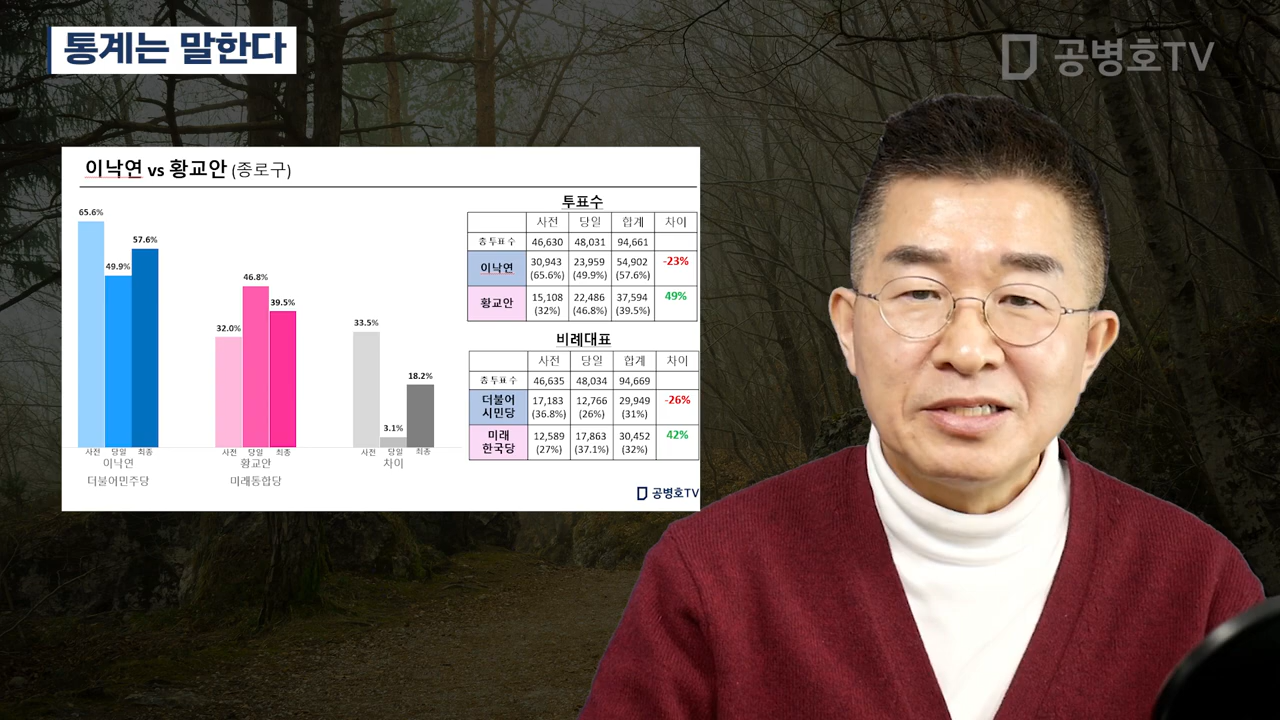 통계는 말한다
공병호TV
이낙연 vs 황교안 (종로구)
65.6%
49.9%
57.6%
32.0%
46.8%
39.5%
33.5%
3.1%
18.2%
사전 당일 최종
사전 당일 최종
사전 당일 최종
이낙연
황교안
차이
더불어민주당
미래통합당
투표수
사전 당일 합계 차이
총투표수 46,630 48,031 94,661
이낙연 30,943 23,959 54,902 -23%
(65.6%) (49.9%) (57.6%)
황교안 15,108 22,486 37,594 49%
(32%) (46.8%) (39.5%)
비례대표
사전 당일 합계 차이
총투표수 46,635 48,034 94,669
더불어 17,183 12,766 29,949 -26%
시민당 (36.8%) (26%) (31%)
미래 12,589 17,863 30,452 42%
한국당 (27%) (37.1%) (32%)
공병호TV